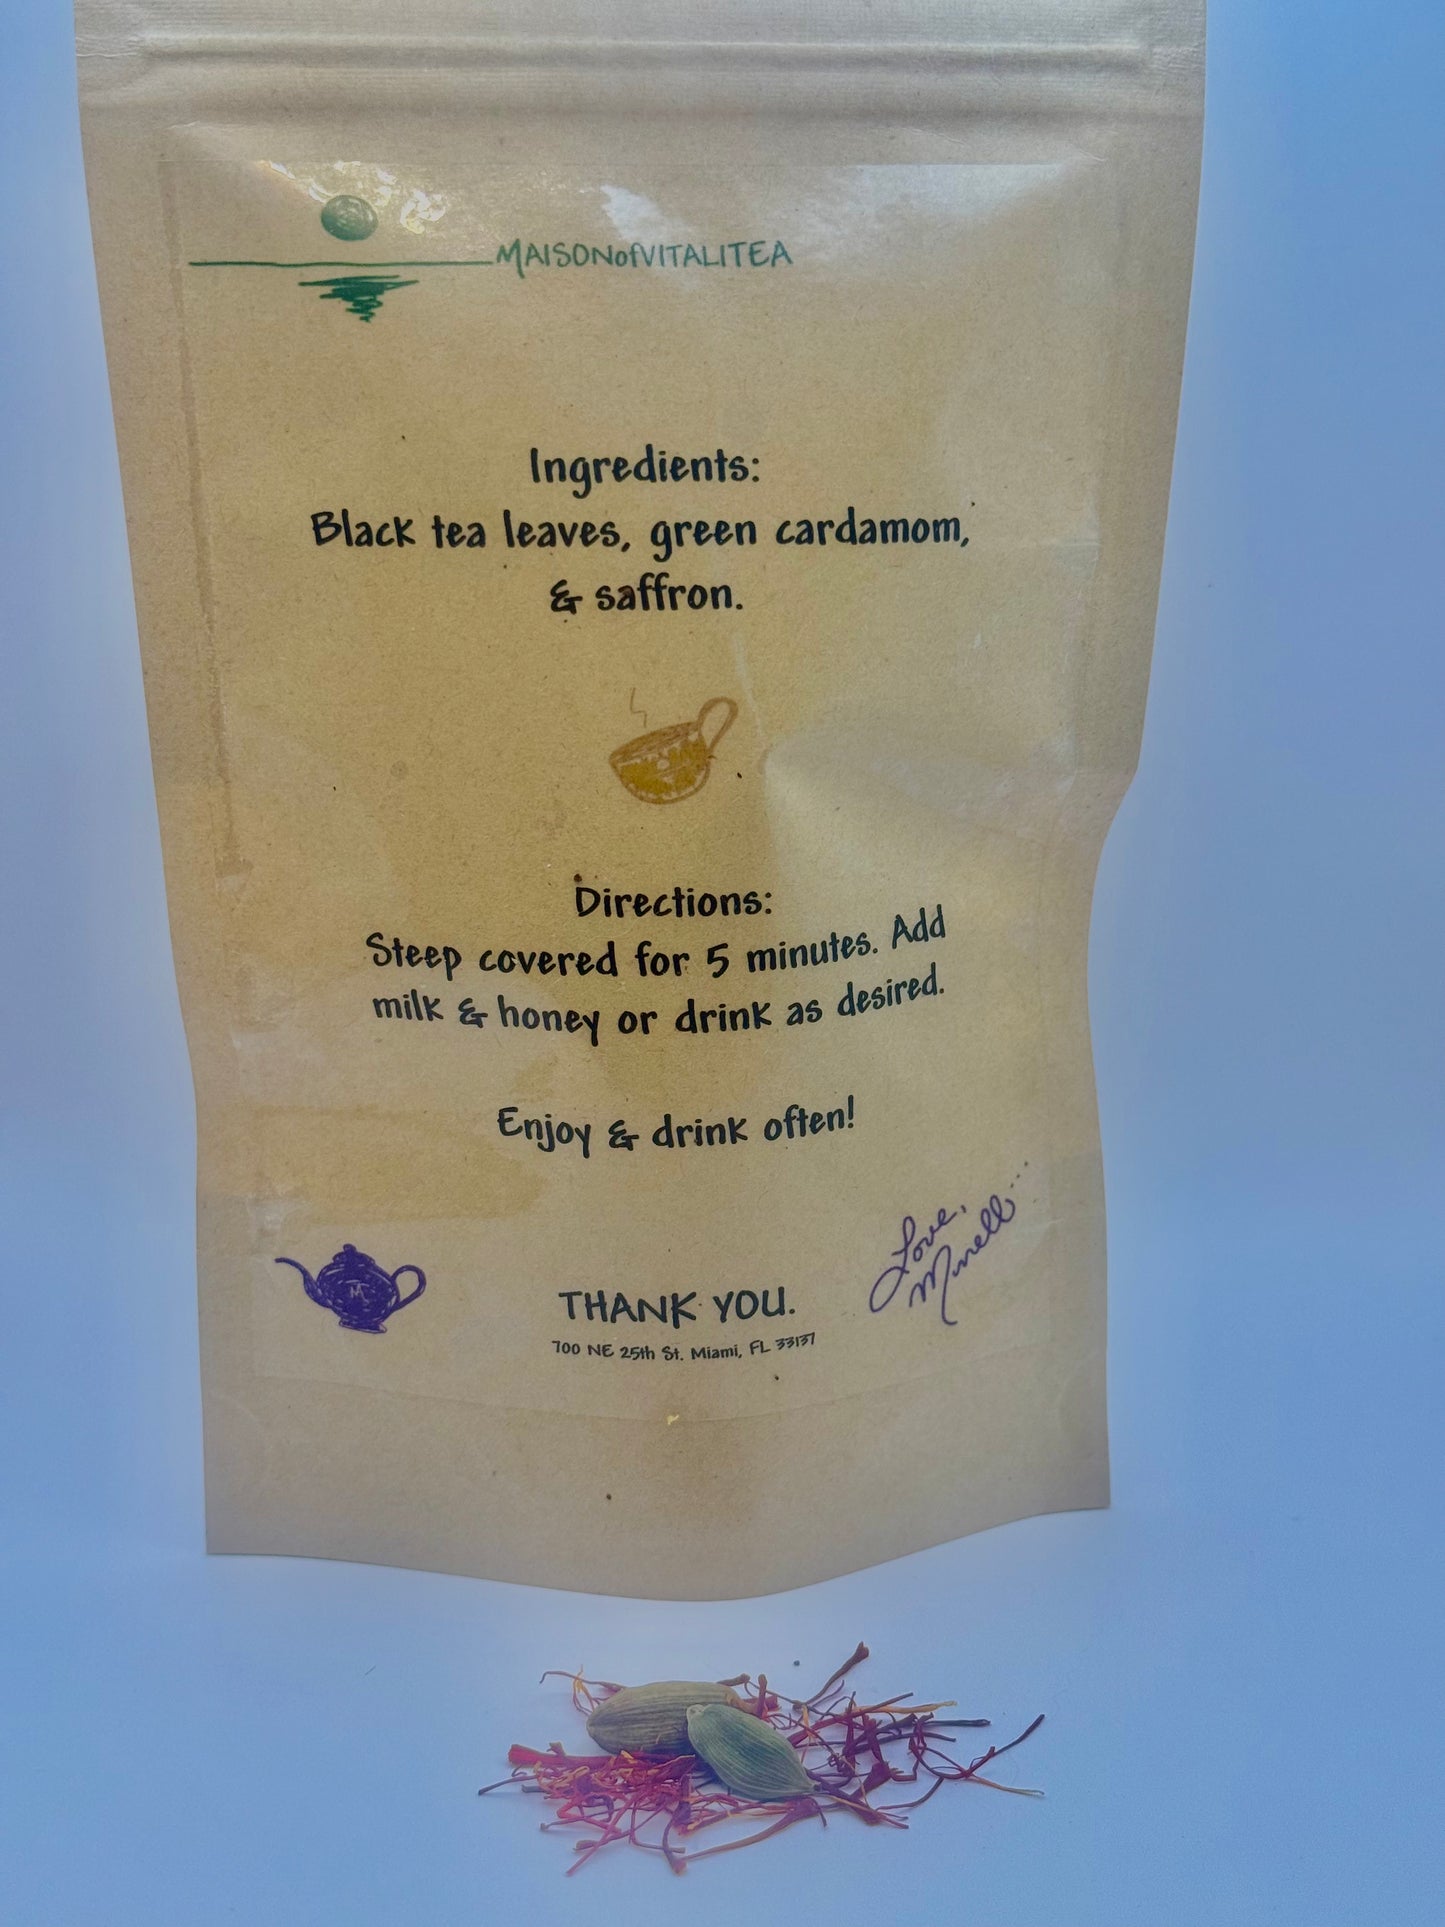 MAISONofVITALITEA
Ingredients:
Black tea leaves, green cardamom,
& saffron.
Directions:
Steep covered for 5 minutes. Add
milk & honey or drink as desired.
Enjoy & drink often!
Love,
Minell...
M
THANK YOU.
700 NE 25th St. Miami, FL 33137